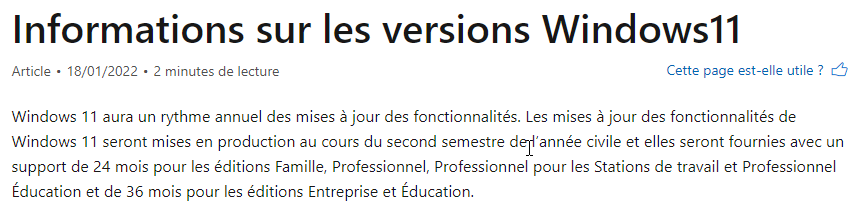 Informations sur les versions Windows11
Article • 18/01/2022 • 2 minutes de lecture
Cette page est-elle utile ?
Windows 11 aura un rythme annuel des mises à jour des fonctionnalités. Les mises à jour des fonctionnalités de
Windows 11 seront mises en production au cours du second semestre de l'année civile et elles seront fournies avec un
support de 24 mois pour les éditions Famille, Professionnel, Professionnel pour les Stations de travail et Professionnel
Éducation et de 36 mois pour les éditions Entreprise et Éducation.